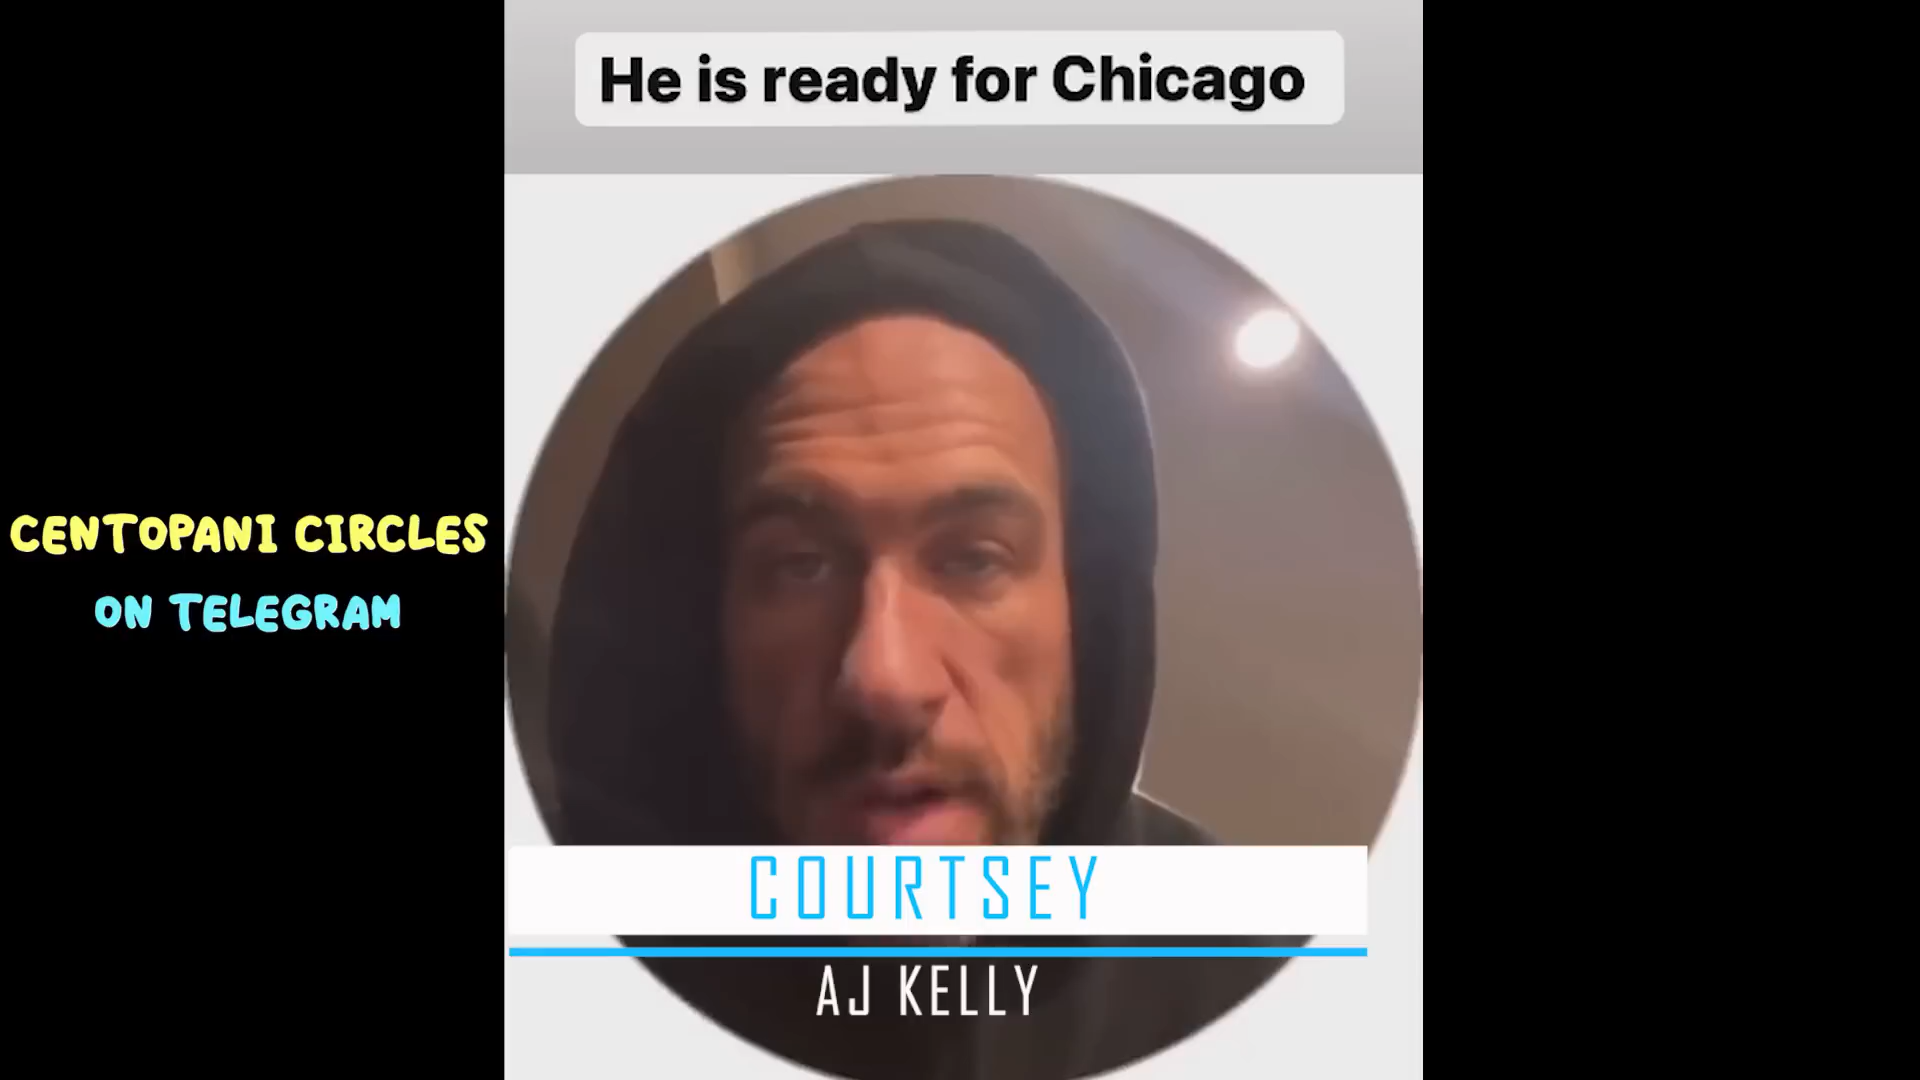 He is ready for Chicago
CENTOPANI CIRCLES
ON TELEGRAM
COURTSEY
AJ KELLY